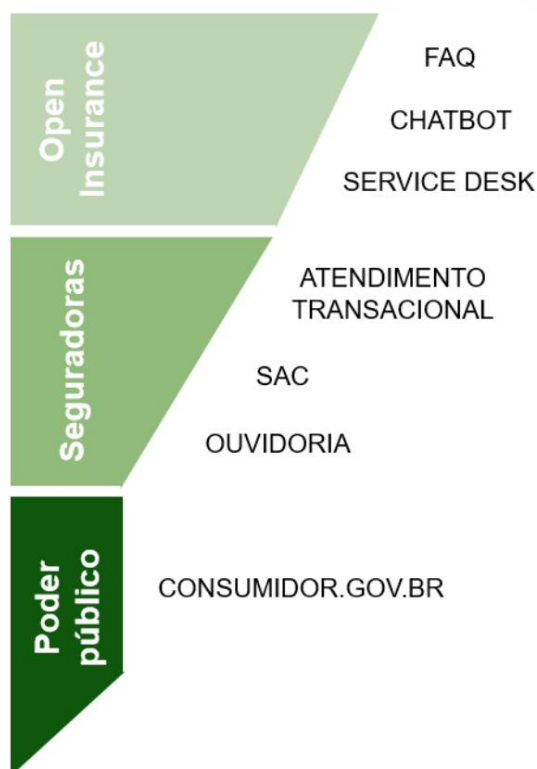 Open
Insurance
FAQ
CHATBOT
SERVICE DESK
Seguradoras
ATENDIMENTO
TRANSACIONAL
SAC
OUVIDORIA
Poder
público
CONSUMIDOR.GOV.BR